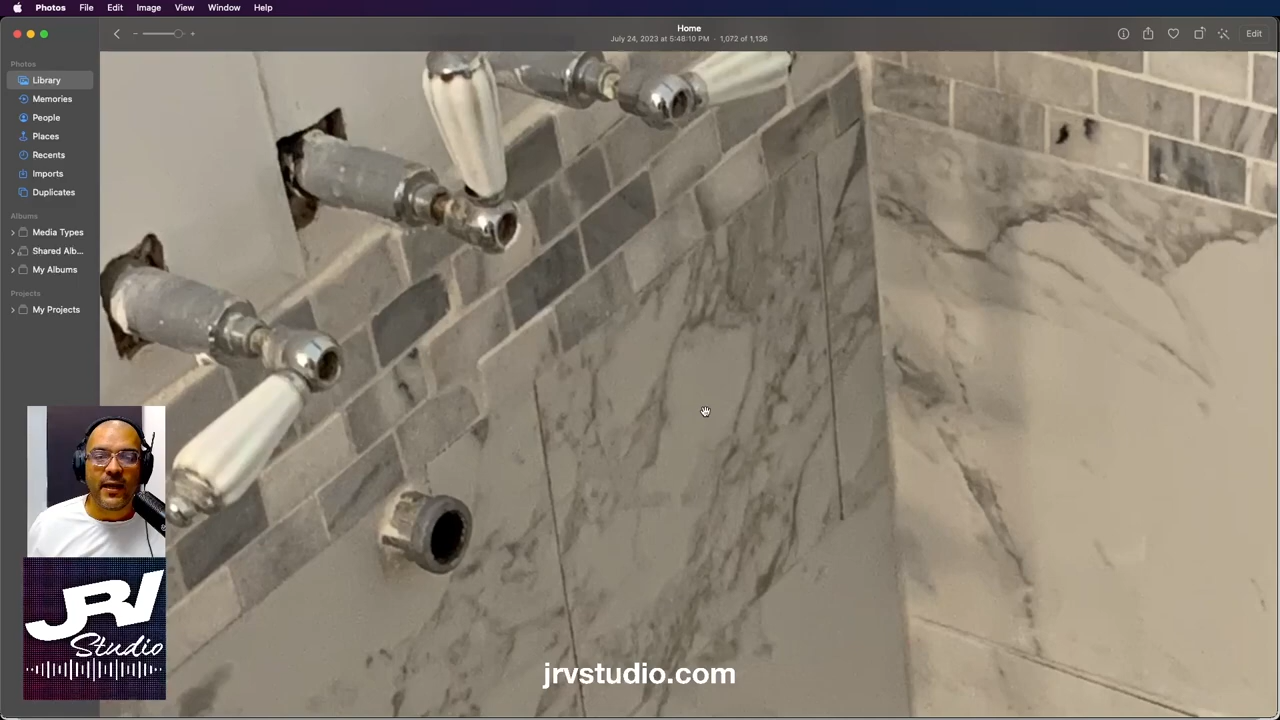 Photos File Edit Image View Window Help
Home
July 24, 2023 at 5:48:10 PM - 1,072 of 1,136
Edit
Photos
Library
Memories
People
Places
Recents
Imports
Duplicates
Albums
Media Types
Shared Alb...
My Albums
Projects
My Projects
JRV
Studio
jrvstudio.com